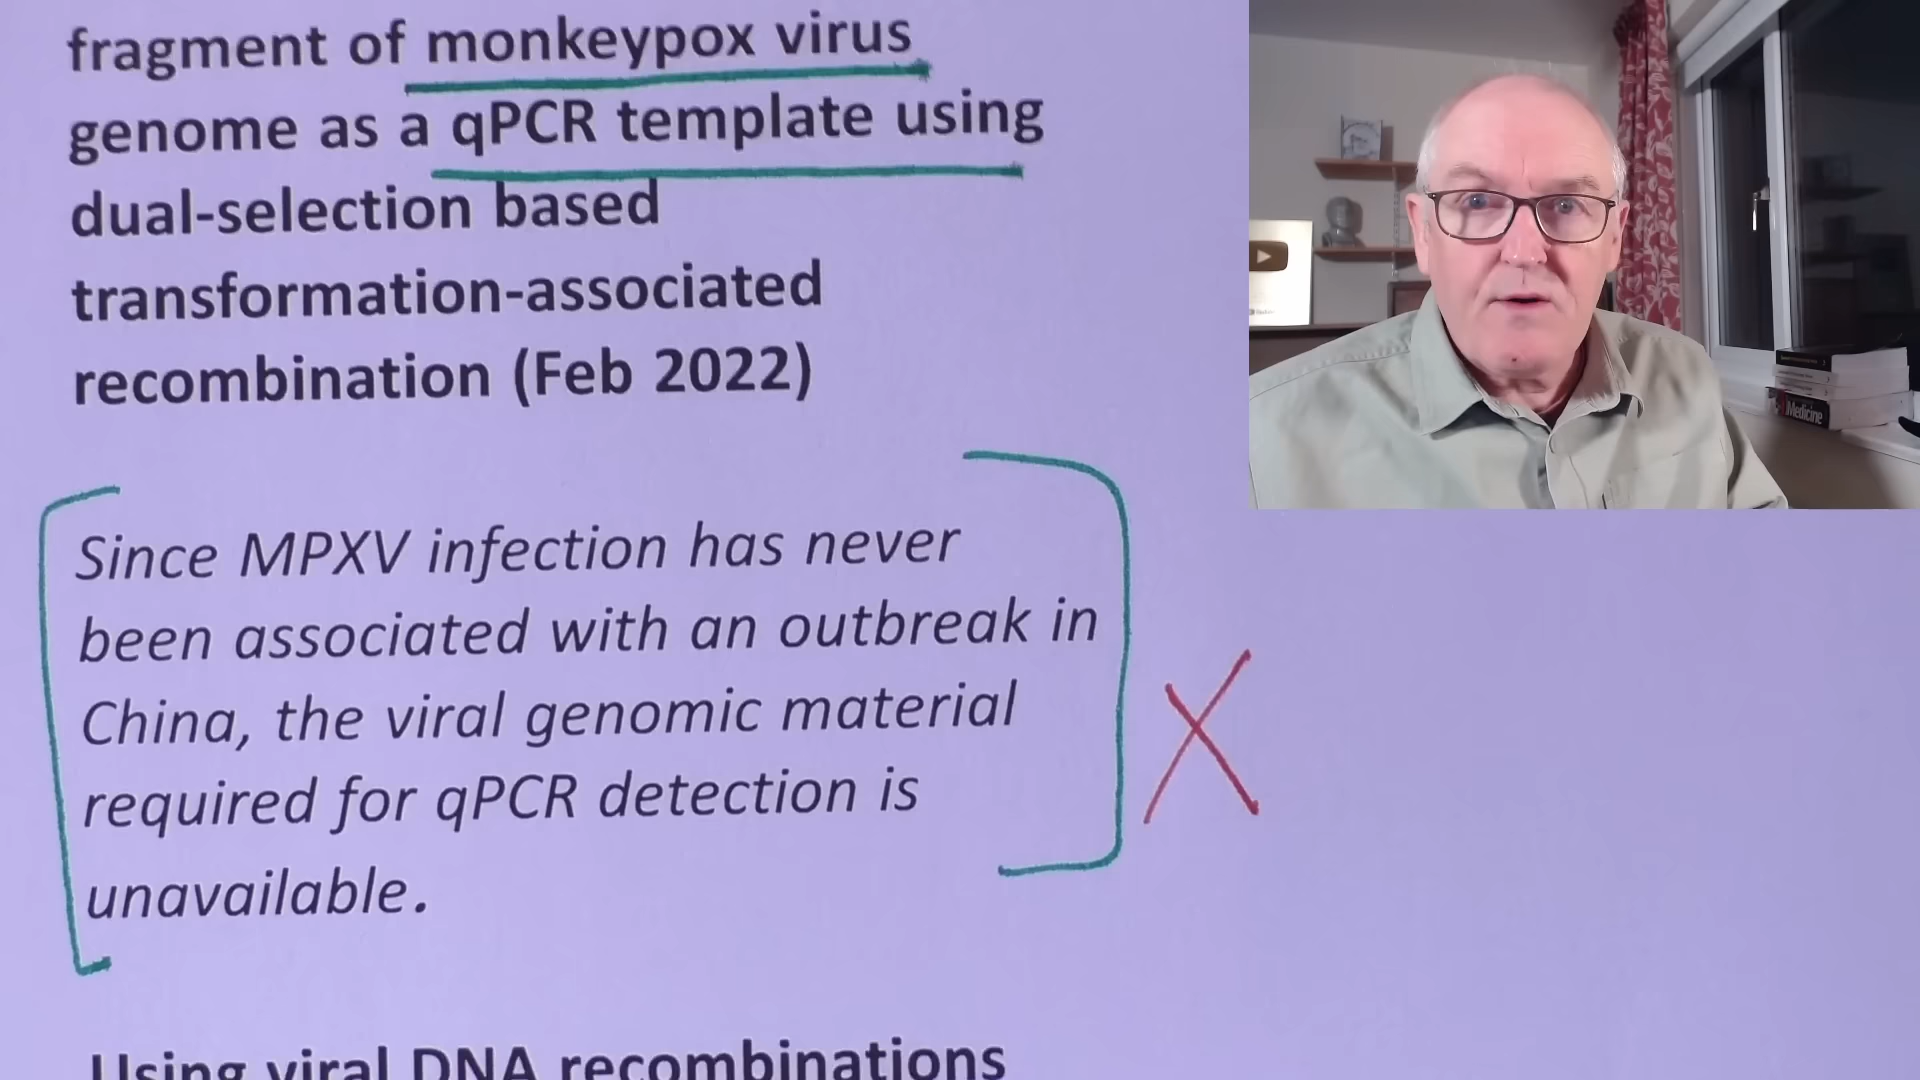 fragment of monkeypox virus
genome as a qPCR template using
dual-selection based
transformation-associated
recombination (Feb 2022)
Since MPXV infection has never
been associated with an outbreak in
China, the viral genomic material
required for qPCR detection is
unavailable.
Using viral DNA recombinations
X
Medicine